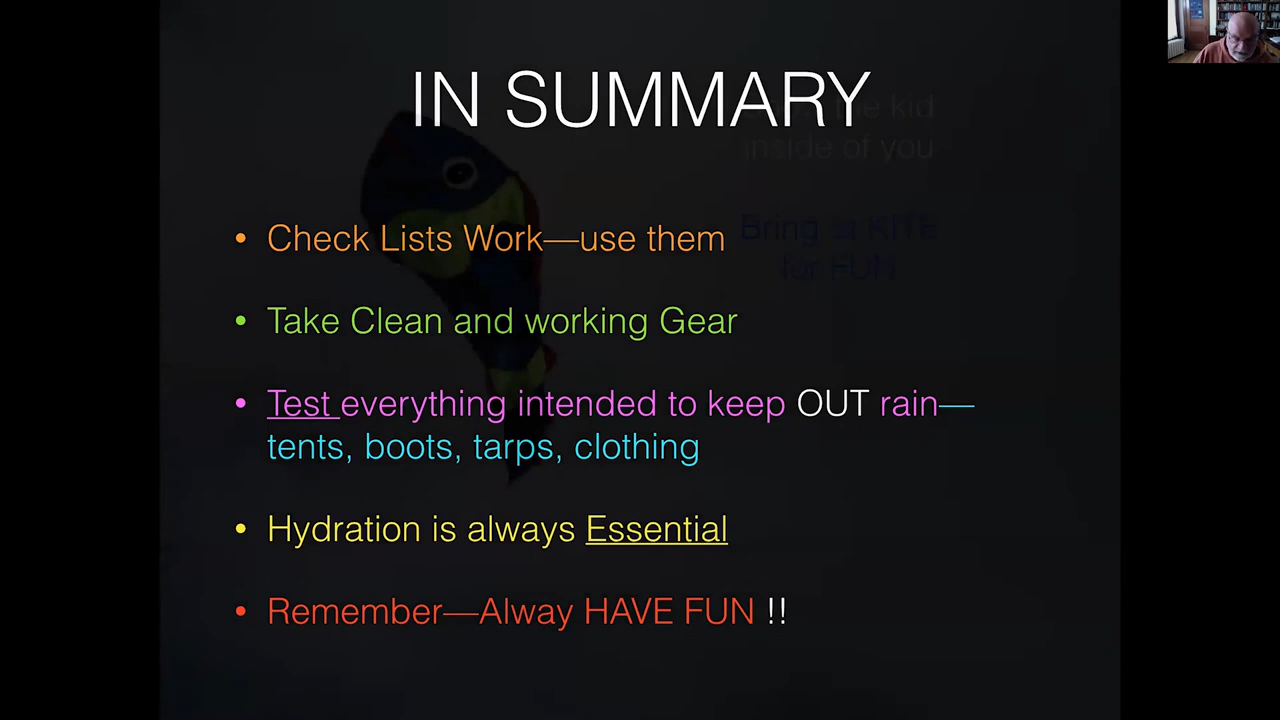 IN SUMMARY
the kid
inside of you
• Check Lists Work—use them
Bring a KITE
for FUN
• Take Clean and working Gear
• Test everything intended to keep OUT rain—
tents, boots, tarps, clothing
• Hydration is always Essential
• Remember—Alway HAVE FUN !!